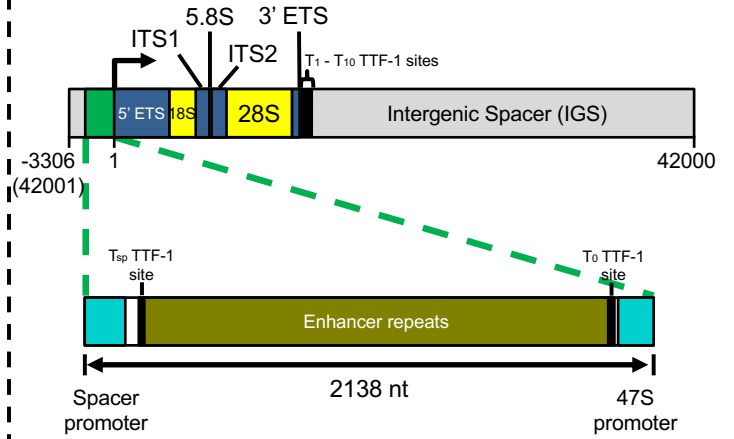 5.8S
3’ ETS
ITS1
ITS2
T1 - T10 TTF-1 sites
5’ ETS
18S
28S
Intergenic Spacer (IGS)
-3306
(42001)
1
42000
Tsp TTF-1
site
T0 TTF-1
site
Enhancer repeats
2138 nt
Spacer
promoter
47S
promoter